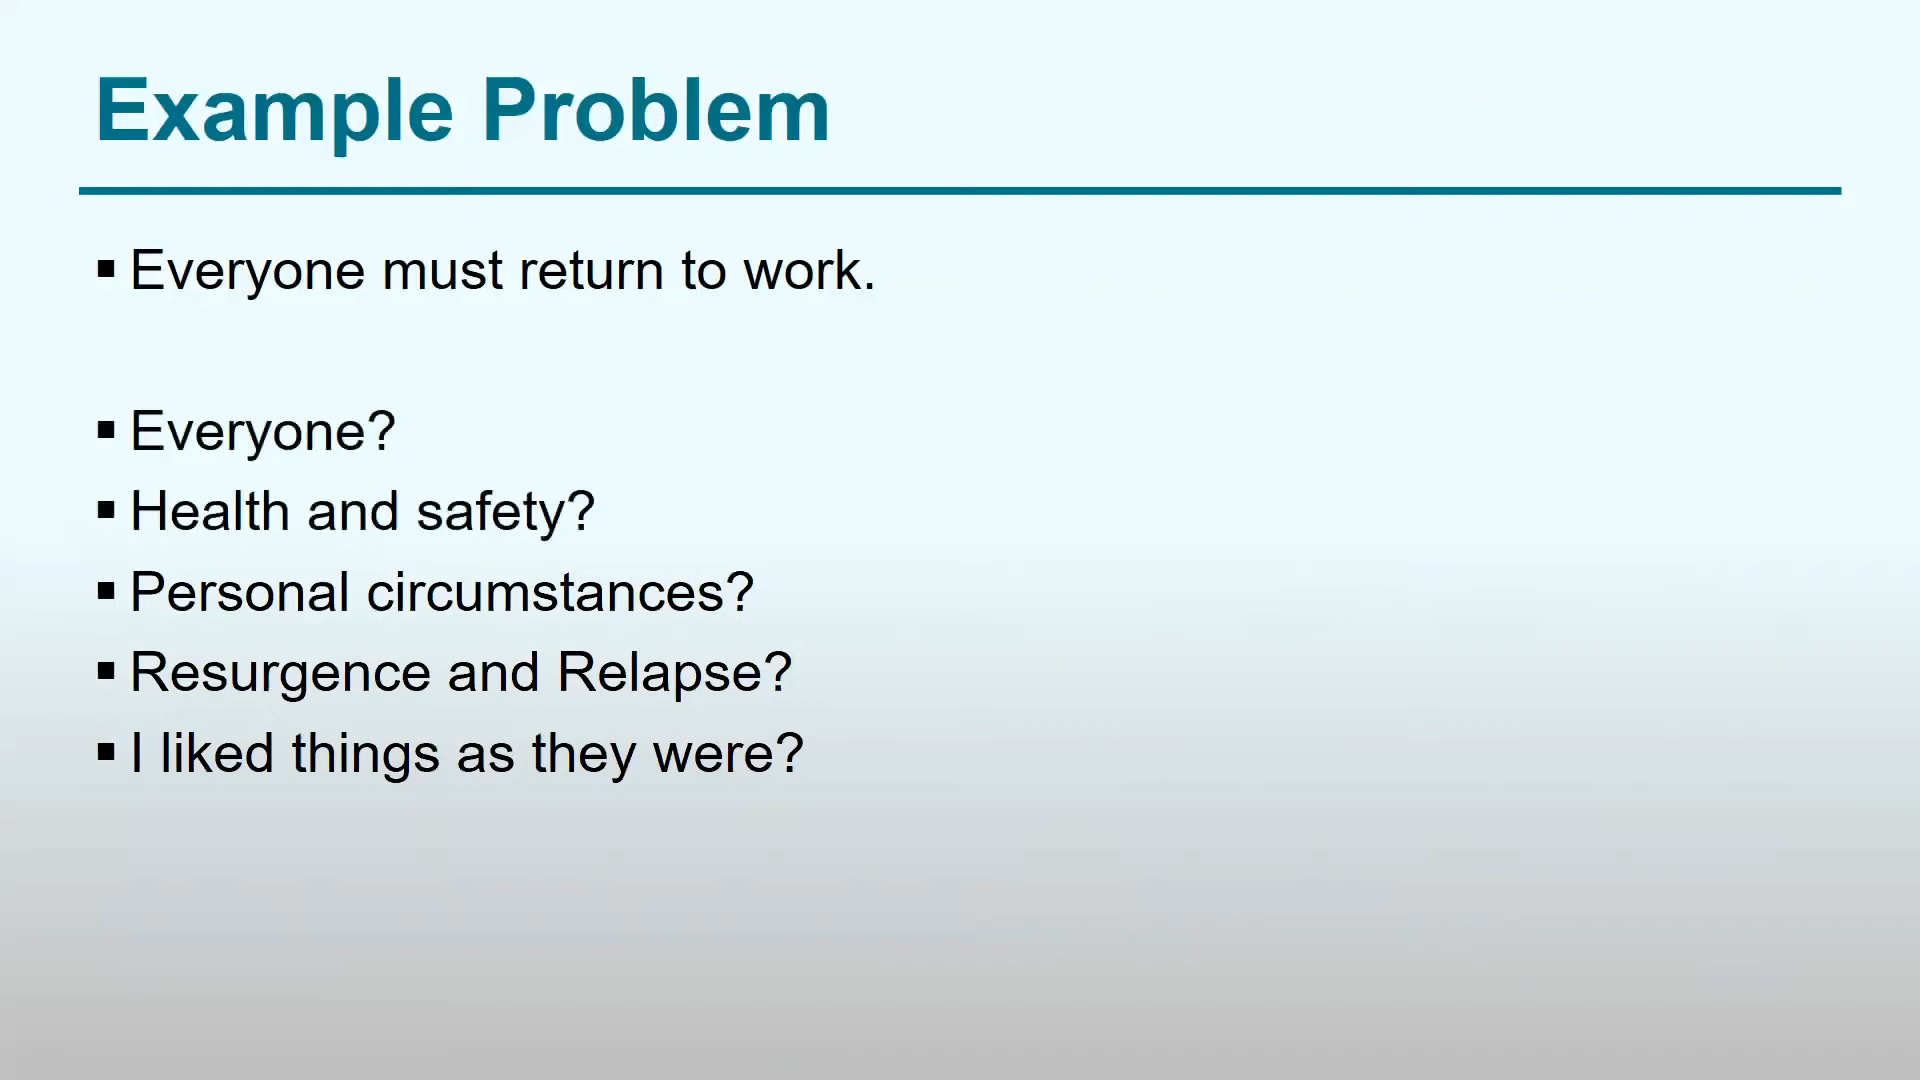 Example Problem
▪ Everyone must return to work.
▪ Everyone?
▪ Health and safety?
▪ Personal circumstances?
▪ Resurgence and Relapse?
▪ I liked things as they were?